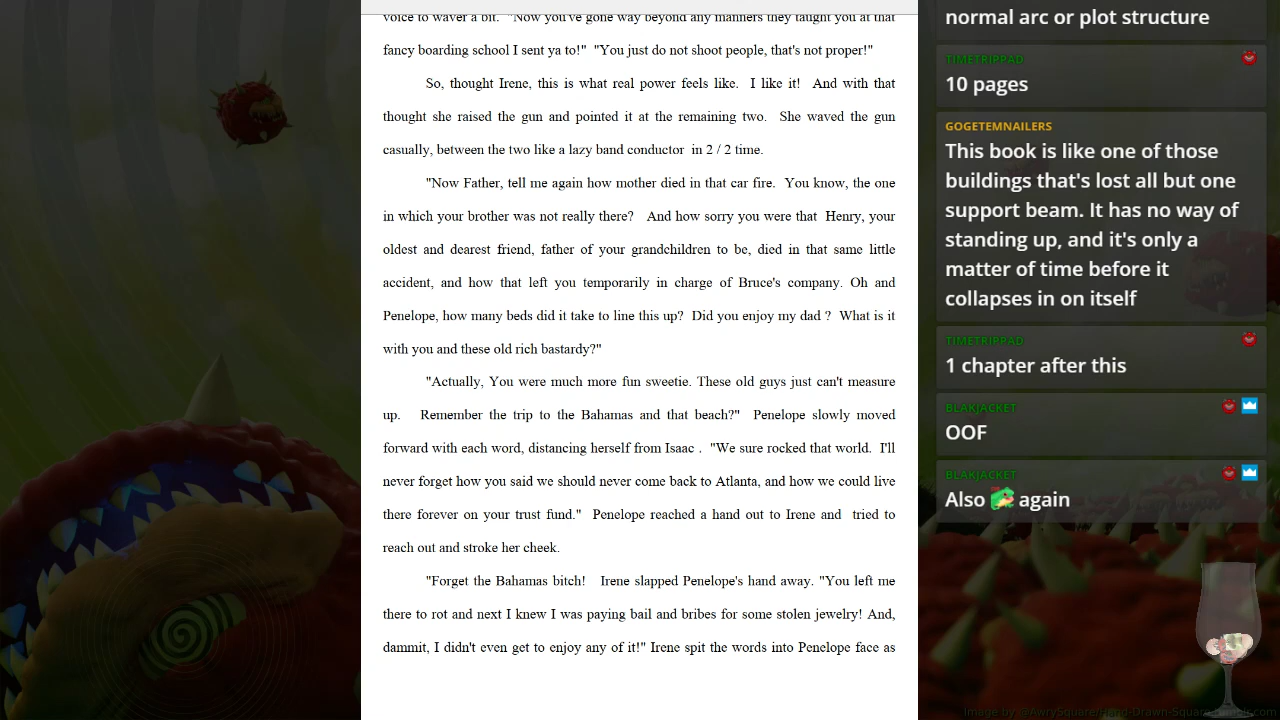 voice to waver a bit. "Now you've gone way beyond any manners they taught you at that
fancy boarding school I sent ya to!" "You just do not shoot people, that's not proper!"
So, thought Irene, this is what real power feels like. I like it! And with that
thought she raised the gun and pointed it at the remaining two. She waved the gun
casually, between the two like a lazy band conductor in 2 / 2 time.
"Now Father, tell me again how mother died in that car fire. You know, the one
in which your brother was not really there? And how sorry you were that Henry, your
oldest and dearest friend, father of your grandchildren to be, died in that same little
accident, and how that left you temporarily in charge of Bruce's company. Oh and
Penelope, how many beds did it take to line this up? Did you enjoy my dad ? What is it
with you and these old rich bastardy?"
"Actually, You were much more fun sweetie. These old guys just can't measure
up. Remember the trip to the Bahamas and that beach?" Penelope slowly moved
forward with each word, distancing herself from Isaac . "We sure rocked that world. I'll
never forget how you said we should never come back to Atlanta, and how we could live
there forever on your trust fund." Penelope reached a hand out to Irene and tried to
reach out and stroke her cheek.
"Forget the Bahamas bitch! Irene slapped Penelope's hand away. "You left me
there to rot and next I knew I was paying bail and bribes for some stolen jewelry! And,
dammit, I didn't even get to enjoy any of it!" Irene spit the words into Penelope face as
normal arc or plot structure
TIMETRIPPAD
10 pages
GOGETEMNAILERS
This book is like one of those
buildings that's lost all but one
support beam. It has no way of
standing up, and it's only a
matter of time before it
collapses in on itself
TIMETRIPPAD
1 chapter after this
BLAKJACKET
OOF
BLAKJACKET
Also again